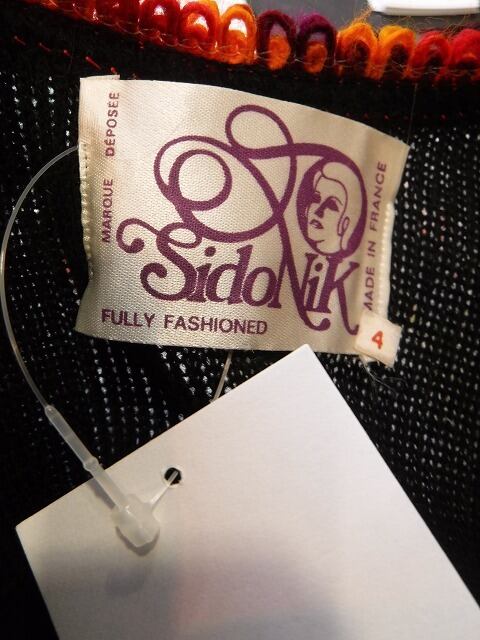 MARQUE DÉPOSÉE
SidoNik
MADE IN FRANCE
FULLY FASHIONED
4